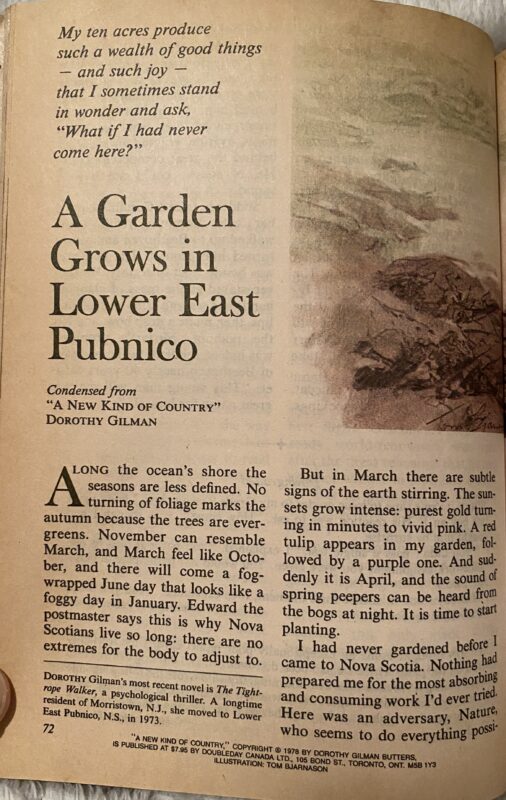 My ten acres produce
such a wealth of good things
— and such joy —
that I sometimes stand
in wonder and ask,
“What if I had never
come here?”
A Garden
Grows in
Lower East
Pubnico
Condensed from
“A NEW KIND OF COUNTRY”
DOROTHY GILMAN
ALONG the ocean’s shore the
seasons are less defined. No
turning of foliage marks the
autumn because the trees are ever-
greens. November can resemble
March, and March feel like Octo-
ber, and there will come a fog-
wrapped June day that looks like a
foggy day in January. Edward the
postmaster says this is why Nova
Scotians live so long: there are no
extremes for the body to adjust to.
DOROTHY Gilman’s most recent novel is The Tight-
rope Walker, a psychological thriller. A longtime
resident of Morristown, N.J., she moved to Lower
East Pubnico, N.S., in 1973.
But in March there are subtle
signs of the earth stirring. The sun-
sets grow intense: purest gold turn-
ing in minutes to vivid pink. A red
tulip appears in my garden, fol-
lowed by a purple one. And sud-
denly it is April, and the sound of
spring peepers can be heard from
the bogs at night. It is time to start
planting.
I had never gardened before I
came to Nova Scotia. Nothing had
prepared me for the most absorbing
and consuming work I’d ever tried.
Here was an adversary, Nature,
who seems to do everything possi-
72
“A NEW KIND OF COUNTRY,” COPYRIGHT © 1978 BY DOROTHY GILMAN BUTTERS,
IS PUBLISHED AT $7.95 BY DOUBLEDAY CANADA LTD., 105 BOND ST., TORONTO, ONT. M5B 1Y3
ILLUSTRATION: TOM BJARNASON